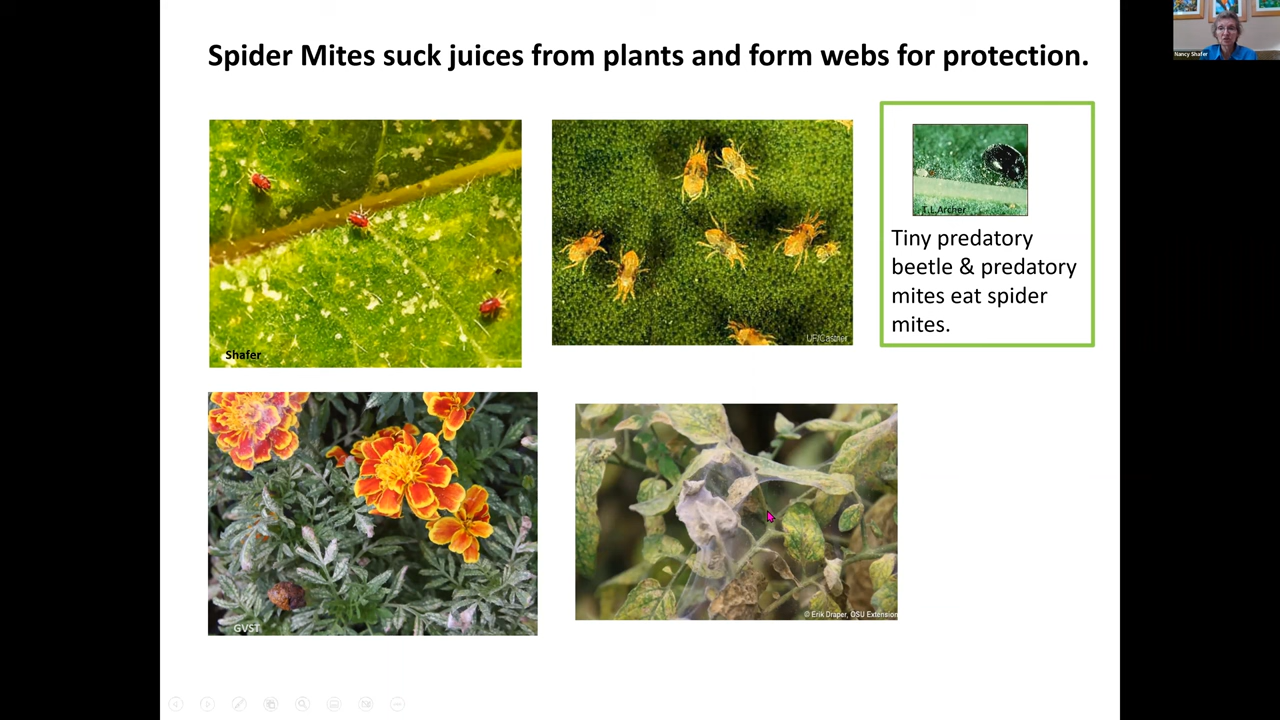 Spider Mites suck juices from plants and form webs for protection.
Nancy Shafer
Shafer
UF/Castner
T.L.Archer
Tiny predatory
beetle & predatory
mites eat spider
mites.
GVST
© Erik Draper, OSU Extension